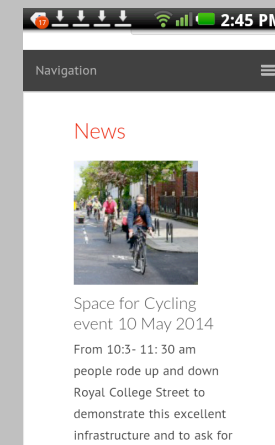 17 2:45 PM
Navigation
News
Space for Cycling
event 10 May 2014
From 10:3- 11: 30 am
people rode up and down
Royal College Street to
demonstrate this excellent
infrastructure and to ask for